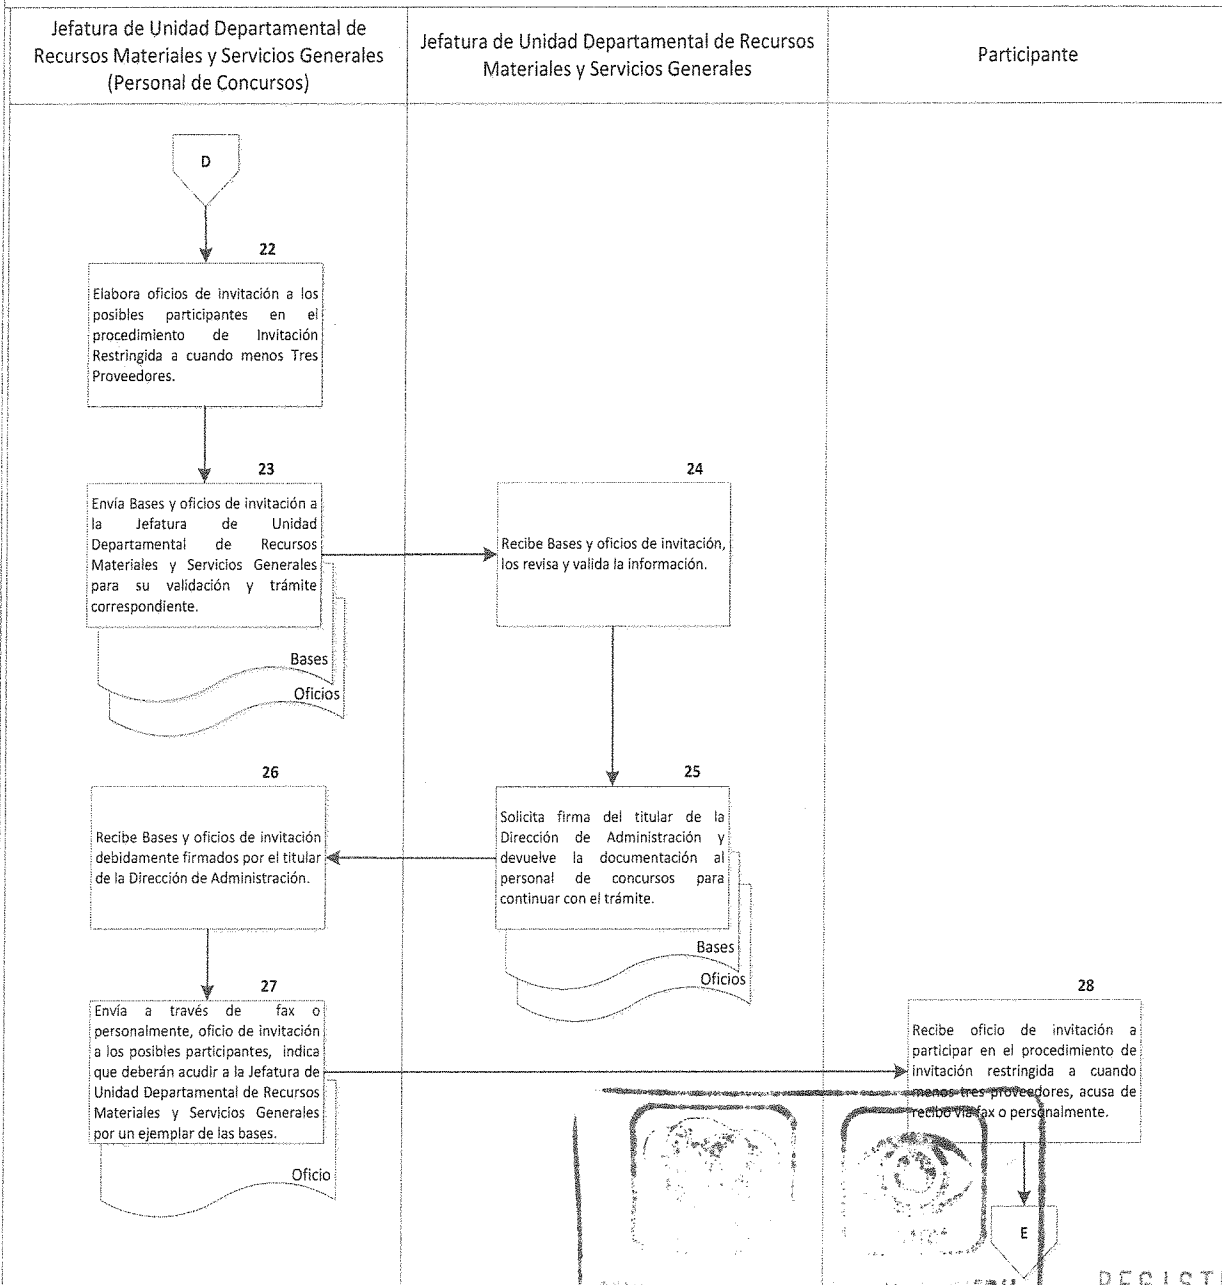 Jefatura de Unidad Departamental de
Recursos Materiales y Servicios Generales
(Personal de Concursos)
Jefatura de Unidad Departamental de Recursos
Materiales y Servicios Generales
Participante
D
22
Elabora oficios de invitación a los
posibles participantes en el
procedimiento de Invitación
Restringida a cuando menos Tres
Proveedores.
23
Envía Bases y oficios de invitación a
la Jefatura de Unidad
Departamental de Recursos
Materiales y Servicios Generales
para su validación y trámite
correspondiente.
Bases
Oficios
24
Recibe Bases y oficios de invitación,
los revisa y valida la información.
25
Solicita firma del titular de la
Dirección de Administración y
devuelve la documentación al
personal de concursos para
continuar con el trámite.
Bases
Oficios
26
Recibe Bases y oficios de invitación
debidamente firmados por el titular
de la Dirección de Administración.
27
Envía a través de fax o
personalmente, oficio de invitación
a los posibles participantes, indica
que deberán acudir a la Jefatura de
Unidad Departamental de Recursos
Materiales y Servicios Generales
por un ejemplar de las bases.
Oficio
28
Recibe oficio de invitación a
participar en el procedimiento de
invitación restringida a cuando
menos tres proveedores, acusa de
recibo vía fax o personalmente.
E